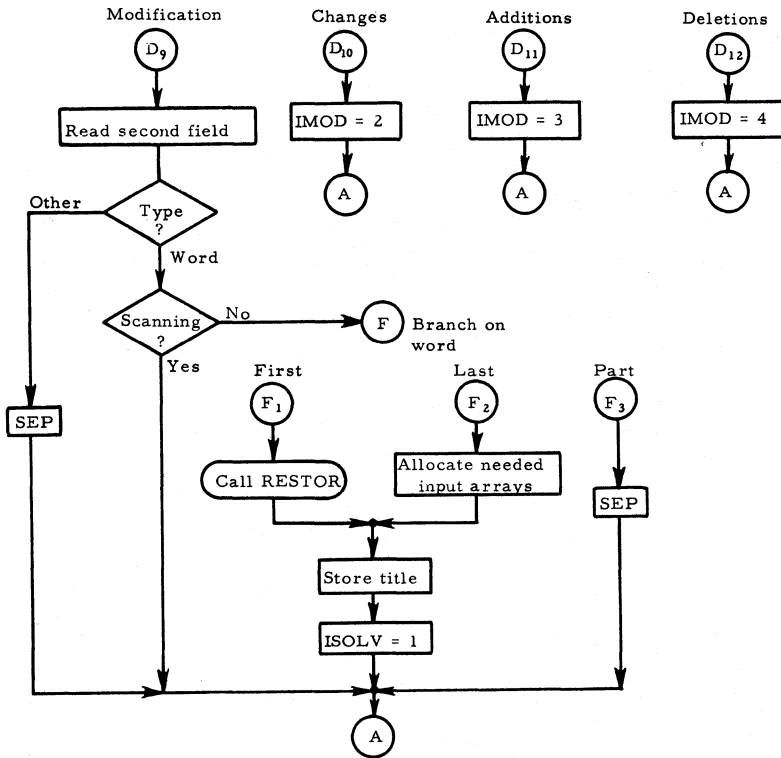 Modification
Changes
Additions
Deletions
D9
D10
D11
D12
Read second field
IMOD = 2
IMOD = 3
IMOD = 4
A
A
A
Other
Type
?
Word
Scanning
?
No
F
Branch on
word
Yes
First
Last
Part
F1
F2
F3
SEP
Call RESTOR
Allocate needed
input arrays
SEP
Store title
ISOLV = 1
A